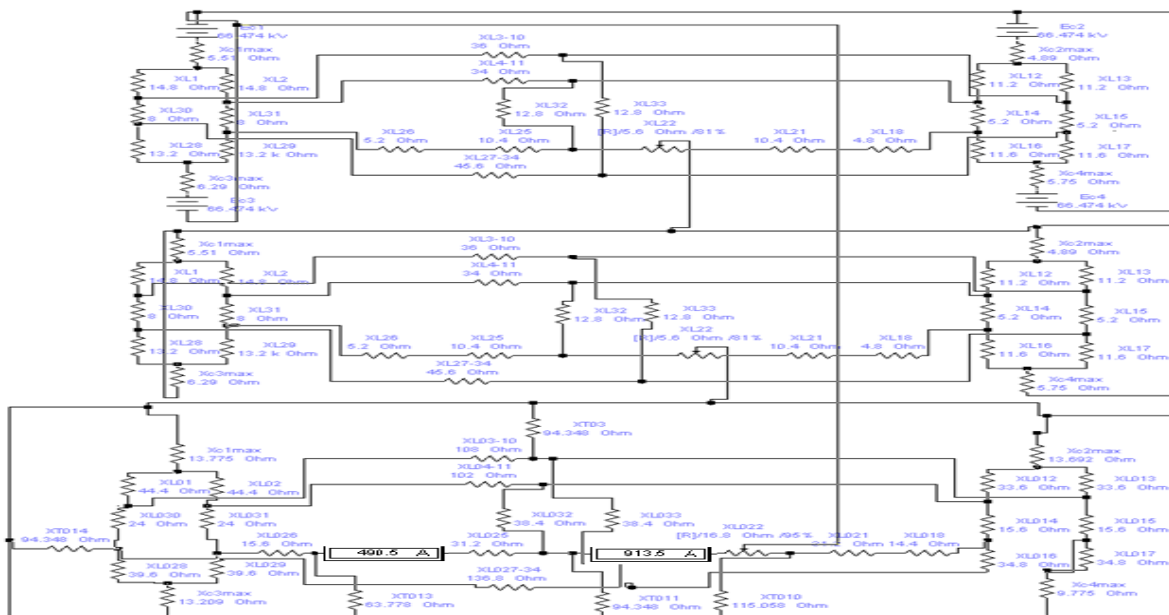 Ec1
66.474 kV
Xc1max
5.51 Ohm
XL1
14.8 Ohm
XL2
14.8 Ohm
XL30
8 Ohm
XL31
8 Ohm
XL28
13.2 Ohm
XL29
13.2 k Ohm
Xc3max
6.29 Ohm
Ec3
66.474 kV
XL3-10
36 Ohm
XL4-11
34 Ohm
XL32
12.8 Ohm
XL33
12.8 Ohm
XL26
5.2 Ohm
XL25
10.4 Ohm
XL22
[R]/5.6 Ohm /81%
XL21
10.4 Ohm
XL18
4.8 Ohm
XL27-34
45.6 Ohm
Ec2
66.474 kV
Xc2max
4.89 Ohm
XL12
11.2 Ohm
XL13
11.2 Ohm
XL14
5.2 Ohm
XL15
5.2 Ohm
XL16
11.6 Ohm
XL17
11.6 Ohm
Xc4max
5.75 Ohm
Ec4
66.474 kV
Xc1max
5.51 Ohm
XL1
14.8 Ohm
XL2
14.8 Ohm
XL30
8 Ohm
XL31
8 Ohm
XL28
13.2 Ohm
XL29
13.2 k Ohm
Xc3max
6.29 Ohm
XL3-10
36 Ohm
XL4-11
34 Ohm
XL32
12.8 Ohm
XL33
12.8 Ohm
XL26
5.2 Ohm
XL25
10.4 Ohm
XL22
[R]/5.6 Ohm /81%
XL21
10.4 Ohm
XL18
4.8 Ohm
XL27-34
45.6 Ohm
Xc2max
4.89 Ohm
XL12
11.2 Ohm
XL13
11.2 Ohm
XL14
5.2 Ohm
XL15
5.2 Ohm
XL16
11.6 Ohm
XL17
11.6 Ohm
Xc4max
5.75 Ohm
XT03
94.348 Ohm
Xc1max
13.775 Ohm
XL01
44.4 Ohm
XL02
44.4 Ohm
XL030
24 Ohm
XL031
24 Ohm
XT014
94.348 Ohm
XL028
39.6 Ohm
XL029
39.6 Ohm
Xc3max
13.209 Ohm
XL03-10
108 Ohm
XL04-11
102 Ohm
XL032
38.4 Ohm
XL033
38.4 Ohm
XL026
15.6 Ohm
490.5 A
XL025
31.2 Ohm
913.5 A
XL022
[R]/16.8 Ohm /95%
XL021
Ohm
XL018
14.4 Ohm
XL027-34
136.8 Ohm
XT013
63.778 Ohm
XT011
94.348 Ohm
XT010
115.058 Ohm
Xc2max
13.692 Ohm
XL012
33.6 Ohm
XL013
33.6 Ohm
XL014
15.6 Ohm
XL015
15.6 Ohm
XL016
34.8 Ohm
XL017
34.8 Ohm
Xc4max
9.775 Ohm